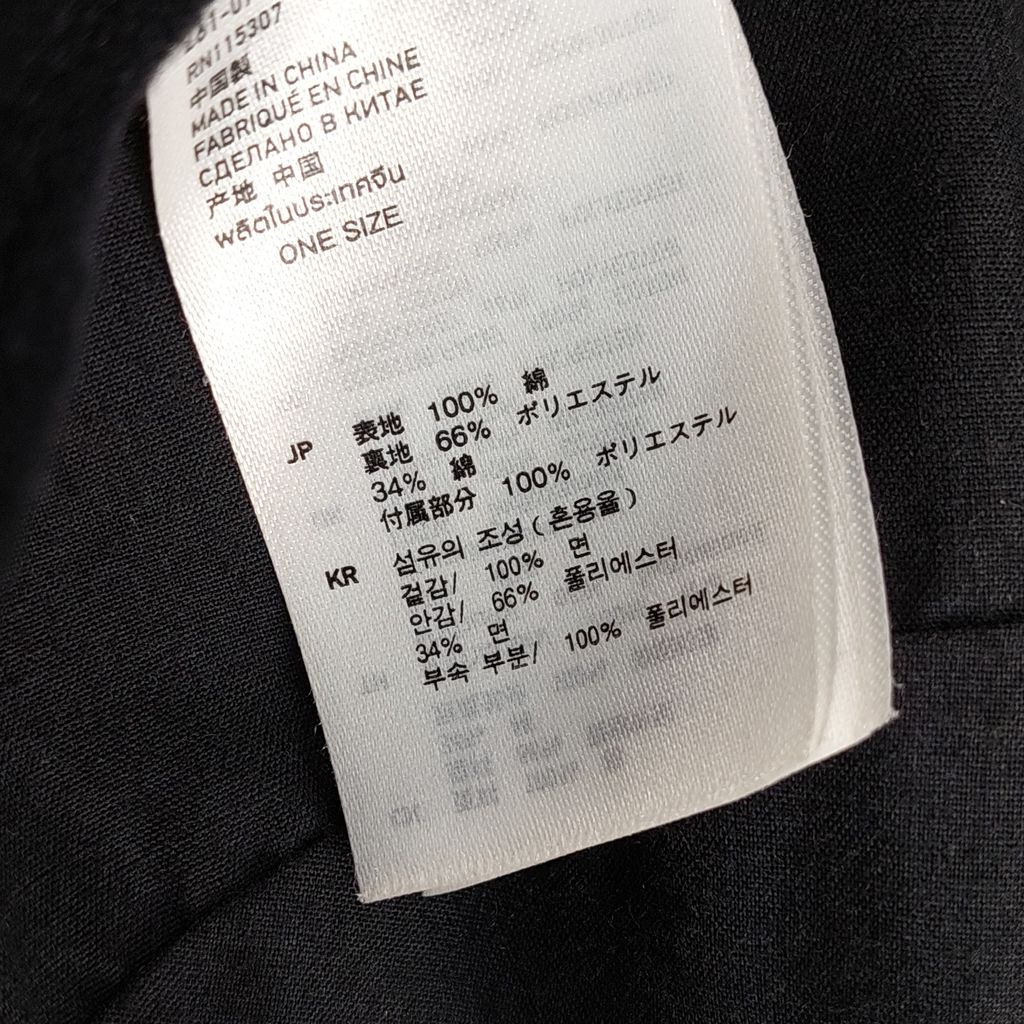 RN115307
中国製
MADE IN CHINA
FABRIQUÉ EN CHINE
СДЕЛАНО В КИТАЕ
产地 中国
ผลิตในประเทศจีน
ONE SIZE
JP 表地 100% 綿
裏地 66% ポリエステル
34% 綿
付属部分 100% ポリエステル
KR 섬유의 조성 ( 혼용율 )
겉감/ 100% 면
안감/ 66% 폴리에스터
34% 면
부속 부분/ 100% 폴리에스터